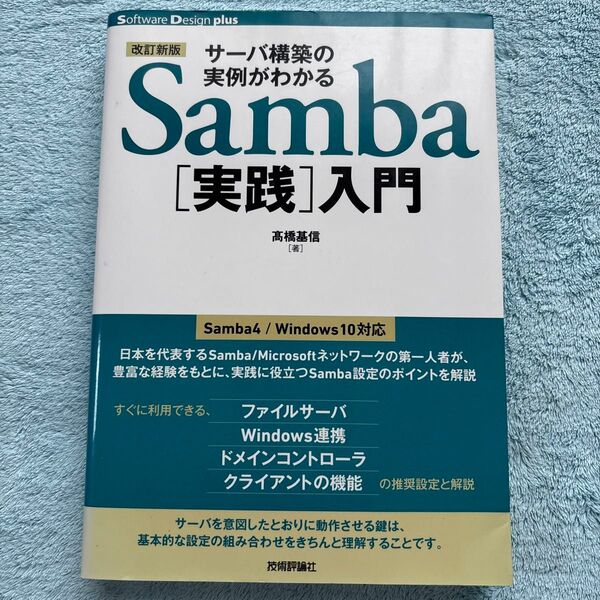 Software Design plus
改訂新版
サーバ構築の
実例がわかる
Samba
［実践］入門
髙橋基信
［著］
Samba4 / Windows10対応
日本を代表するSamba/Microsoftネットワークの第一人者が、
豊富な経験をもとに、実践に役立つSamba設定のポイントを解説
すぐに利用できる、
ファイルサーバ
Windows連携
ドメインコントローラ
クライアントの機能
の推奨設定と解説
サーバを意図したとおりに動作させる鍵は、
基本的な設定の組み合わせをきちんと理解することです。
技術評論社